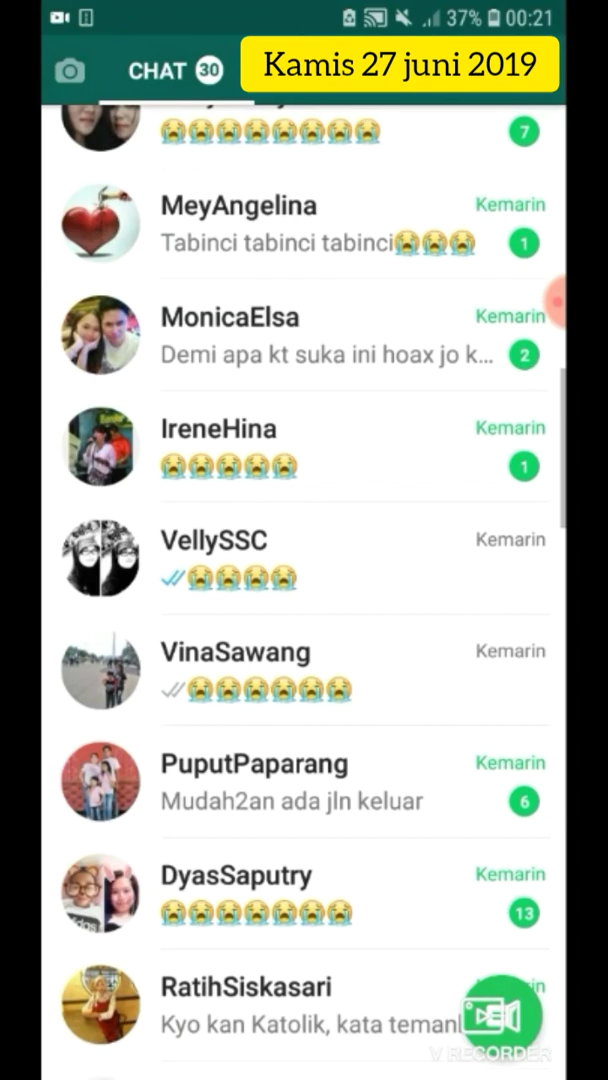 37% 00:21
CHAT 30
Kamis 27 juni 2019
😭😭😭😭😭😭😭😭
7
MeyAngelina
Kemarin
Tabinci tabinci tabinci😭😭😭
1
MonicaElsa
Kemarin
Demi apa kt suka ini hoax jo k...
2
IreneHina
Kemarin
😭😭😭😭😭
1
VellySSC
Kemarin
😭😭😭😭
VinaSawang
Kemarin
😭😭😭😭😭😭
PuputPaparang
Kemarin
Mudah2an ada jln keluar
6
DyasSaputry
Kemarin
😭😭😭😭😭😭😭
13
RatihSiskasari
Kyo kan Katolik, kata
V RECORDER